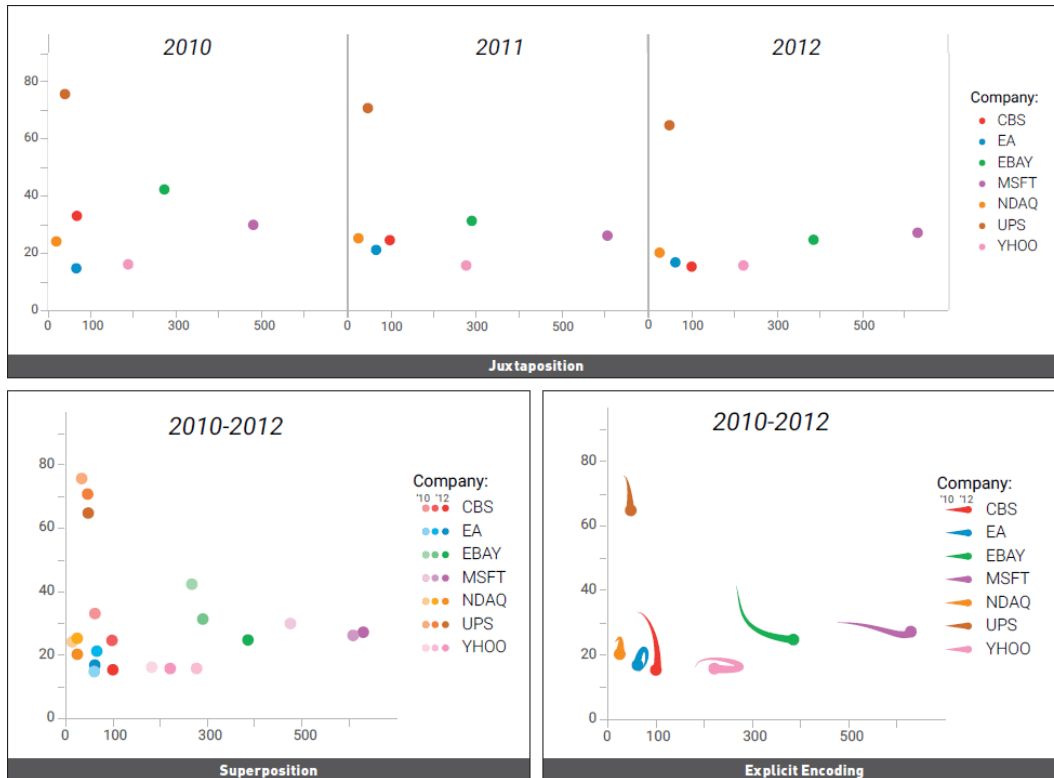 2010
2011
2012
80
60
40
20
0
0
100
300
500
0
100
300
500
0
100
300
500
Company:
CBS
EA
EBAY
MSFT
NDAQ
UPS
YHOO
Juxtaposition
2010-2012
80
60
40
20
0
0
100
300
500
Company:
'10 '12
CBS
EA
EBAY
MSFT
NDAQ
UPS
YHOO
Superposition
2010-2012
80
60
40
20
0
0
100
300
500
Company:
'10 '12
CBS
EA
EBAY
MSFT
NDAQ
UPS
YHOO
Explicit Encoding